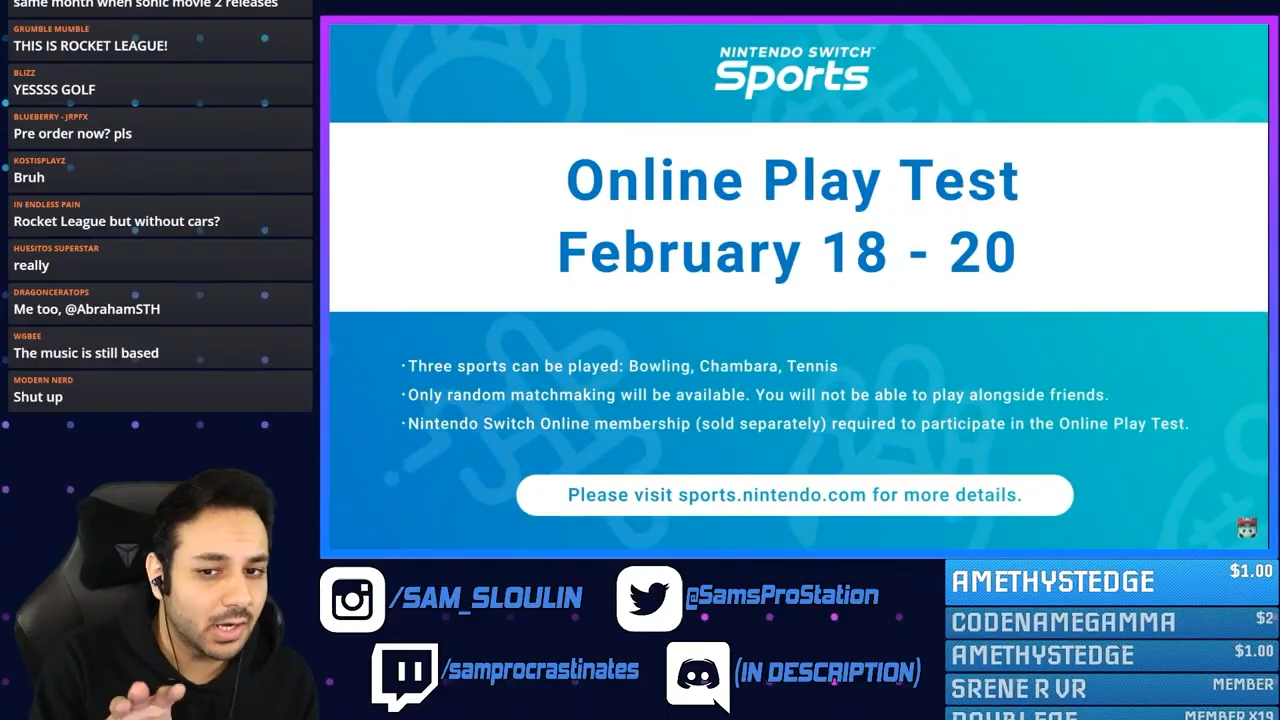 same month when sonic movie 2 releases
GRUMBLE MUMBLE
THIS IS ROCKET LEAGUE!
BLIZZ
YESSSS GOLF
BLUEBERRY - JRPFX
Pre order now? pls
KOSTISPLAYZ
Bruh
IN ENDLESS PAIN
Rocket League but without cars?
HUESITOS SUPERSTAR
really
DRAGONCERATOPS
Me too, @AbrahamSTH
WGBEE
The music is still based
MODERN NERD
Shut up
NINTENDO SWITCH™
Sports
Online Play Test
February 18 - 20
·Three sports can be played: Bowling, Chambara, Tennis
·Only random matchmaking will be available. You will not be able to play alongside friends.
·Nintendo Switch Online membership (sold separately) required to participate in the Online Play Test.
Please visit sports.nintendo.com for more details.
/SAM_SLOULIN
@SamsProStation
/samprocrastinates
(IN DESCRIPTION)
AMETHYSTEDGE $1.00
CODENAMEGAMMA $2
AMETHYSTEDGE $1.00
SRENE R VR MEMBER
MEMBER X19